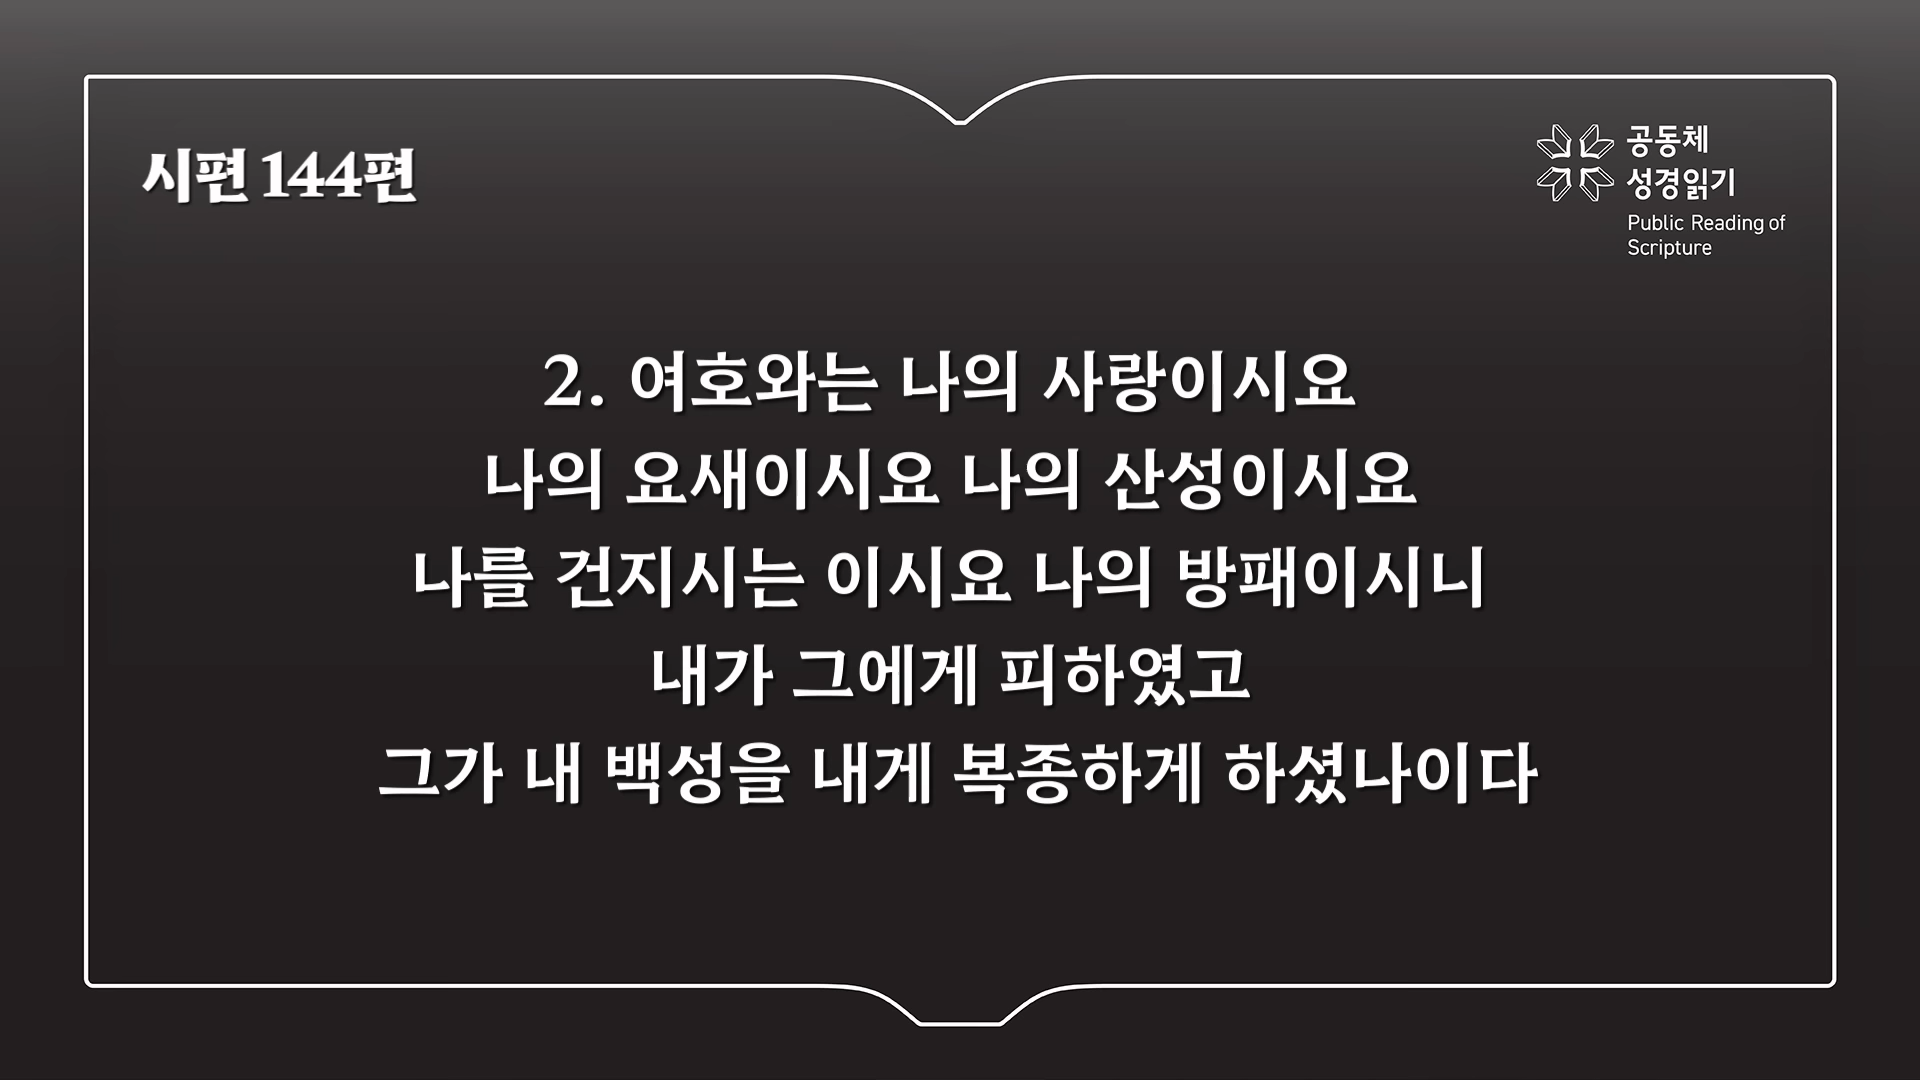 시편 144편
공동체
성경읽기
Public Reading of
Scripture
2. 여호와는 나의 사랑이시요
나의 요새이시요 나의 산성이시요
나를 건지시는 이시요 나의 방패이시니
내가 그에게 피하였고
그가 내 백성을 내게 복종하게 하셨나이다